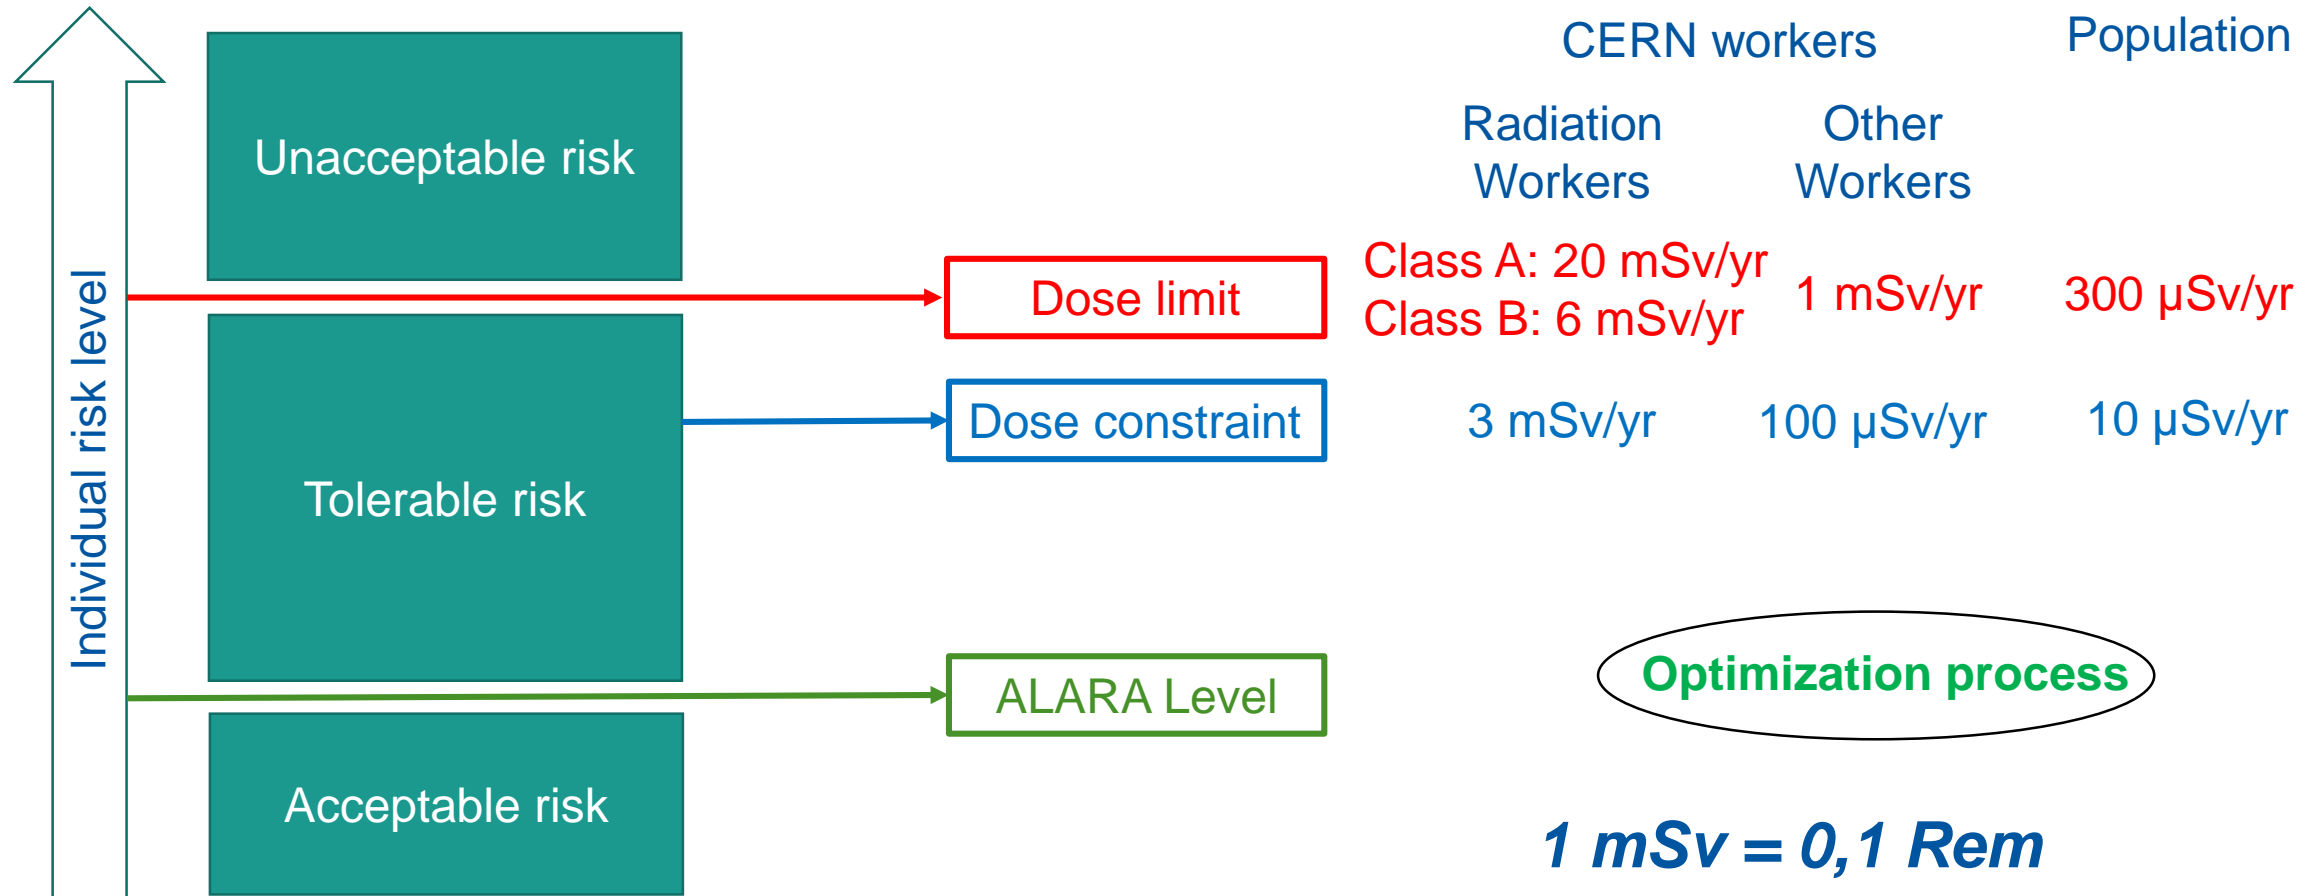 Individual risk level
Unacceptable risk
Tolerable risk
Acceptable risk
Dose limit
Dose constraint
ALARA Level
CERN workers
Population
Radiation
Workers
Other
Workers
Class A: 20 mSv/yr
Class B: 6 mSv/yr
1 mSv/yr
300 µSv/yr
3 mSv/yr
100 µSv/yr
10 µSv/yr
Optimization process
1 mSv = 0,1 Rem